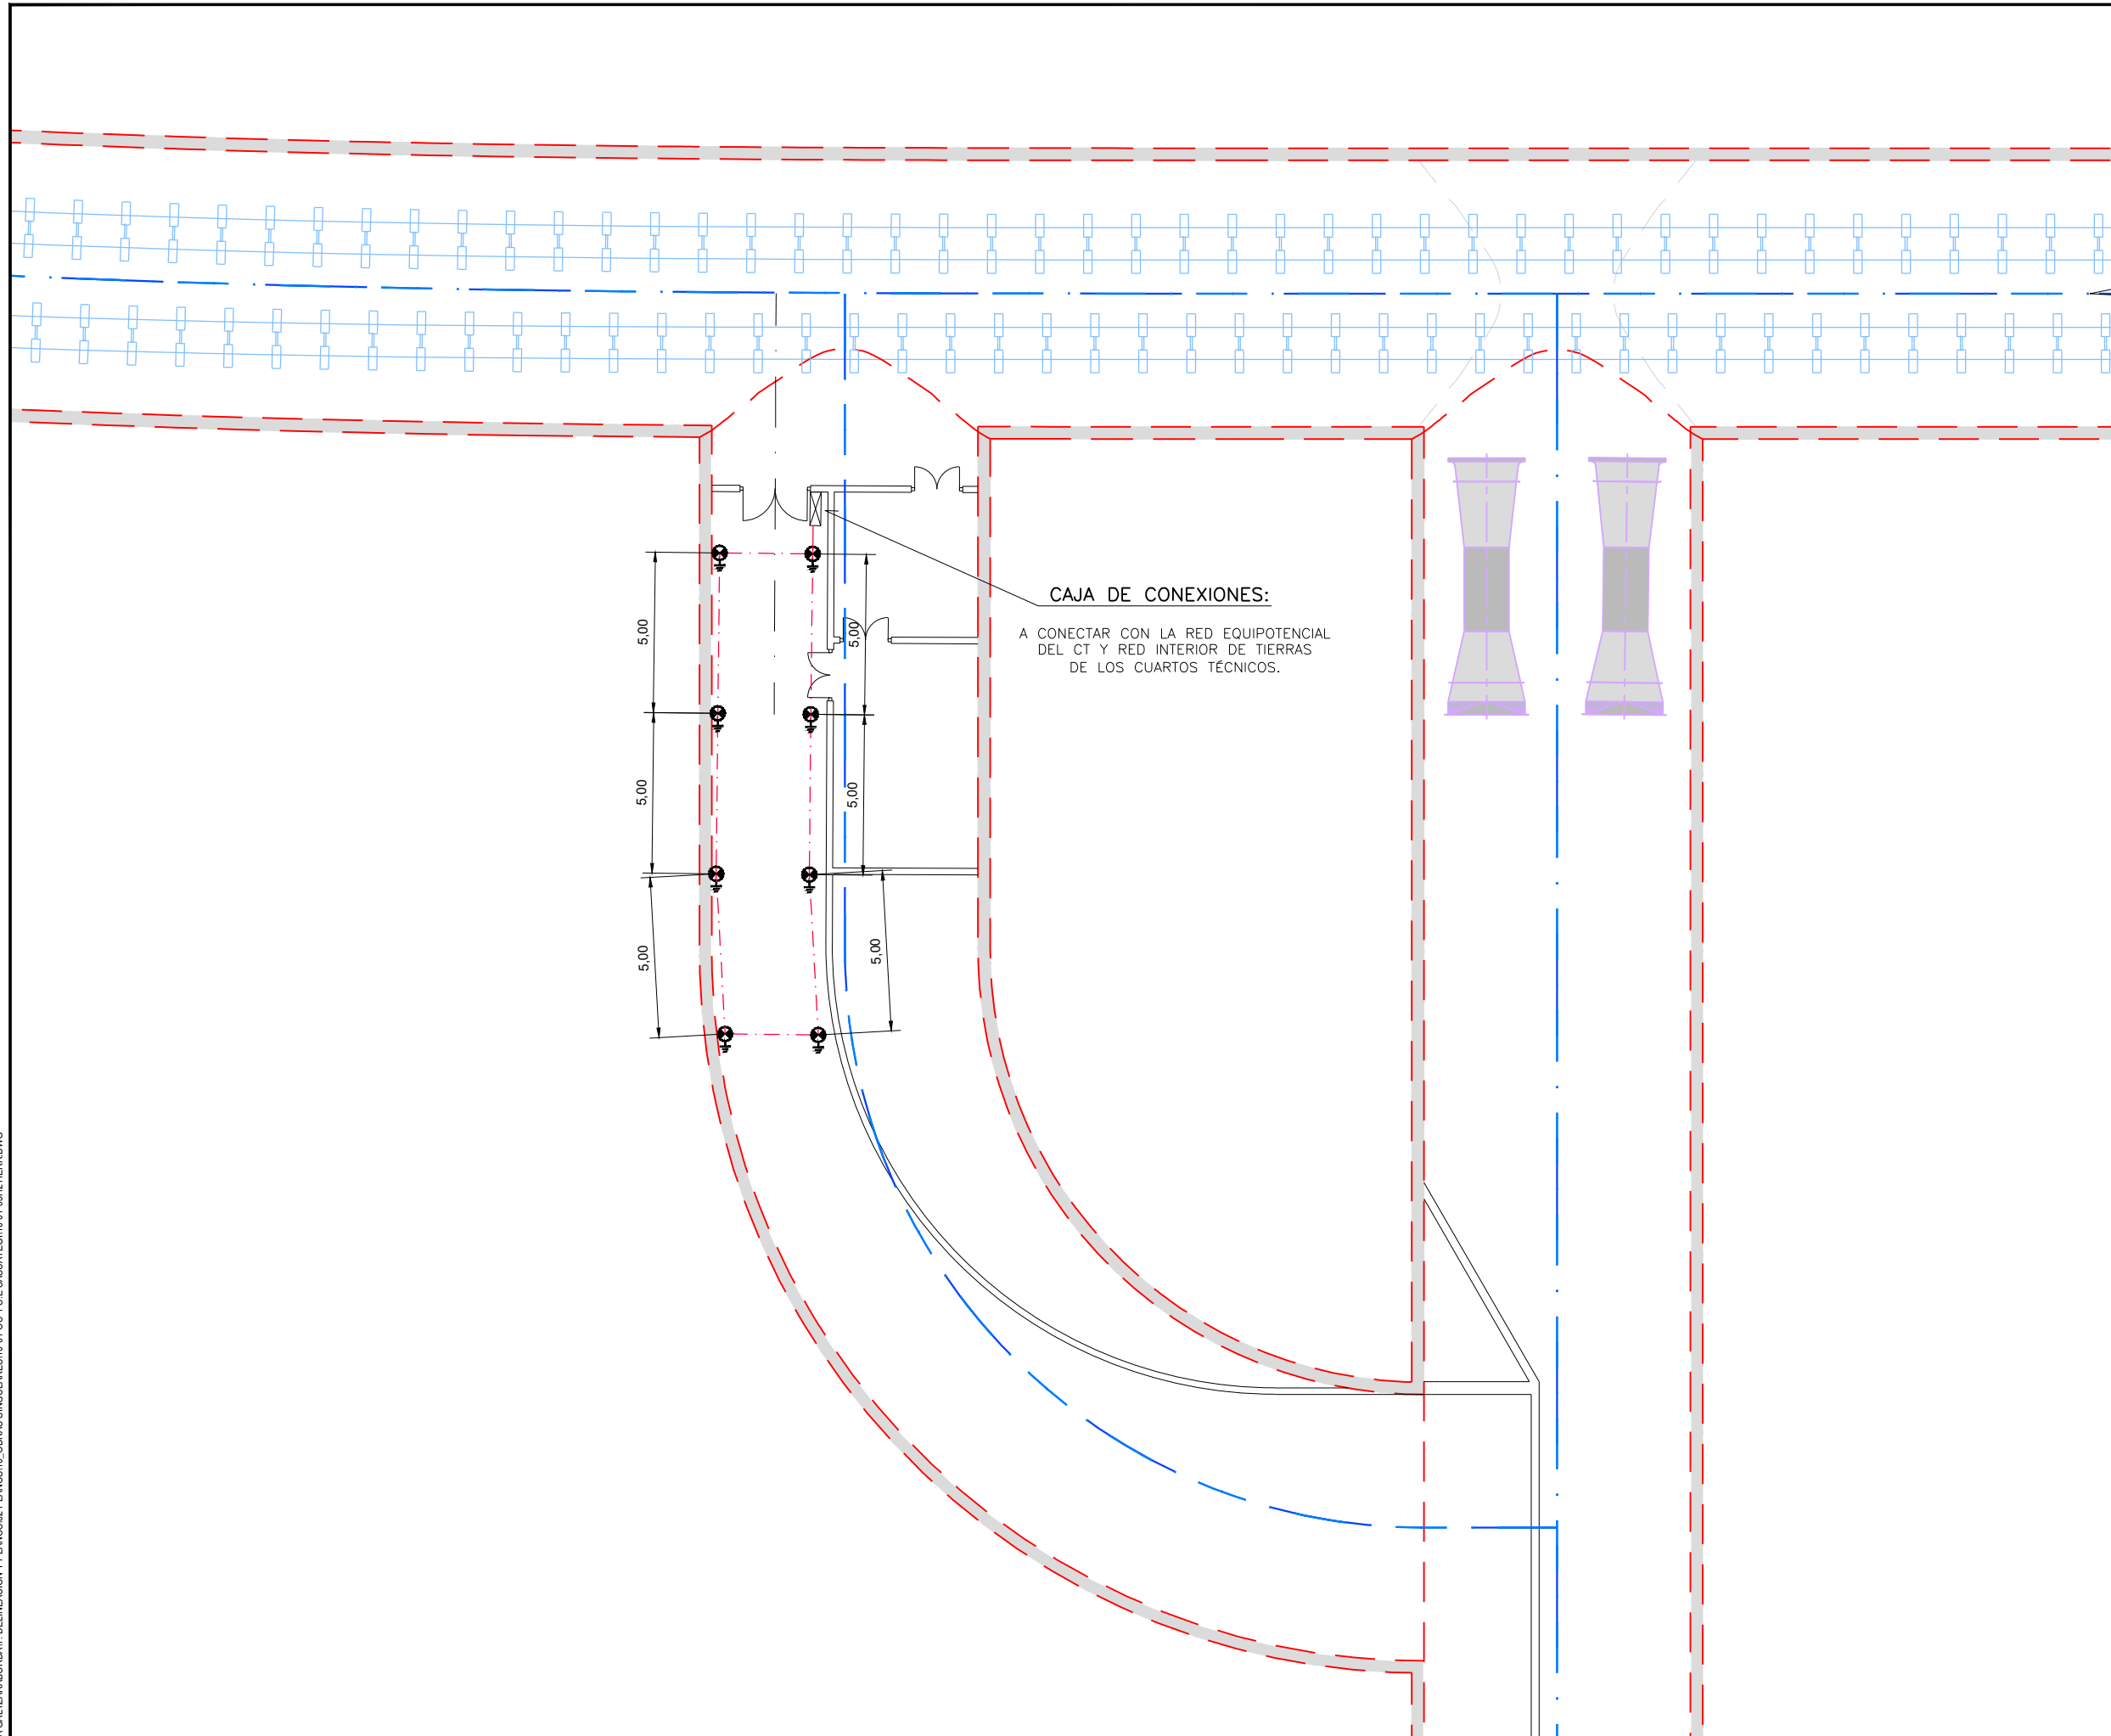 CAJA DE CONEXIONES:
A CONECTAR CON LA RED EQUIPOTENCIAL
DEL CT Y RED INTERIOR DE TIERRAS
DE LOS CUARTOS TÉCNICOS.
5,00
5,00
5,00
5,00
5,00
5,00